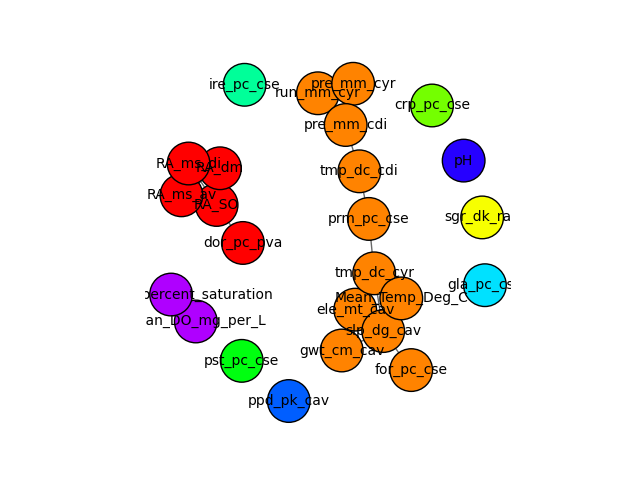 ire_pc_cse
pre_mm_cyr
run_mm_cyr
crp_pc_cse
pre_mm_cdi
pH
RA_ms_di
RA_dm
tmp_dc_cdi
RA_ms_av
RA_SO
prm_pc_cse
sgr_dk_ra
dor_pc_pva
tmp_dc_cyr
gla_pc_cs
percent_saturation
Mean_Temp_Deg_C
ele_mt_cav
an_DO_mg_per_L
slp_dg_cav
gwt_cm_cav
pst_pc_cse
for_pc_cse
ppd_pk_cav